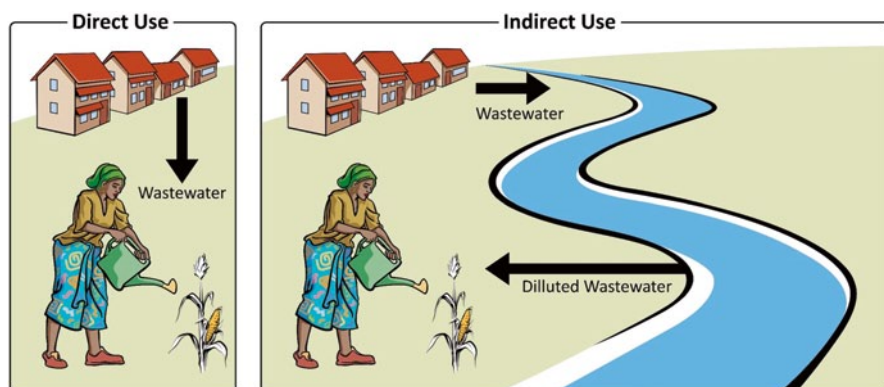 Direct Use
Wastewater
Indirect Use
Wastewater
Dilluted Wastewater